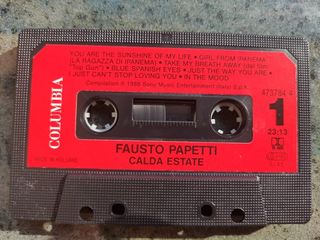 YOU ARE THE SUNSHINE OF MY LIFE • GIRL FROM IPANEMA
(LA RAGAZZA DI IPANEMA) • TAKE MY BREATH AWAY (dal film
"Top Gun") • BLUE SPANISH EYES • JUST THE WAY YOU ARE •
I JUST CAN'T STOP LOVING YOU • IN THE MOOD
Compilation ℗ 1988 Sony Music Entertainment (Italy) S.p.A.
473784 4
COLUMBIA
1
23:13
MADE IN HOLLAND
FAUSTO PAPETTI
CALDA ESTATE